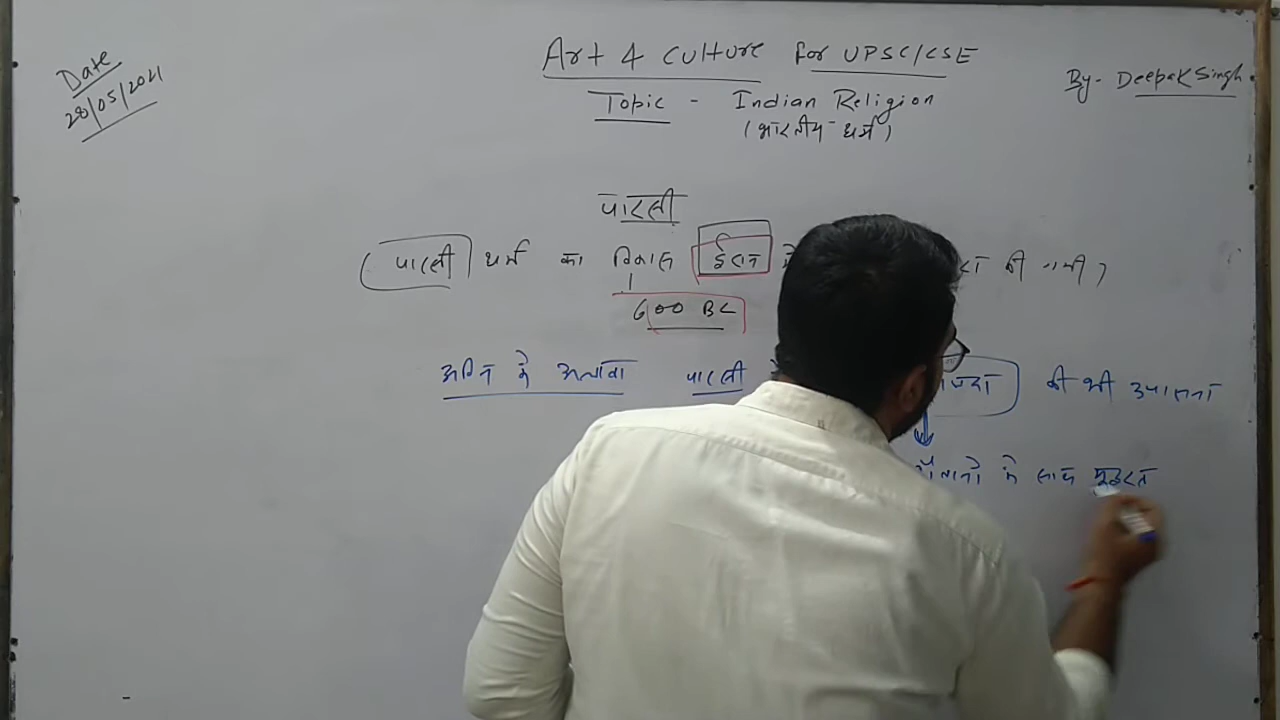 Date
28/05/2021
Art 4 Culture for UPSC/CSE
By- Deepak Singh
Topic - Indian Religion
(भारतीय धर्म)
पारसी
पारसी धर्म का विकास ईरान में की
600 BC
अग्नि के अलावा पारसी की भी उपासना
के साथ